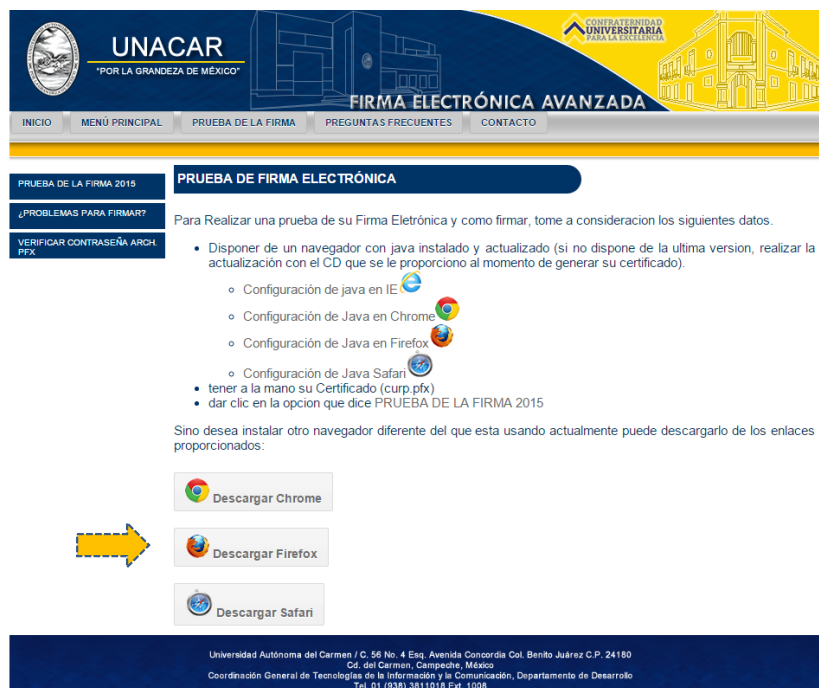 UNACAR
"POR LA GRANDEZA DE MÉXICO"
CONFRATERNIDAD
UNIVERSITARIA
PARA LA EXCELENCIA
FIRMA ELECTRÓNICA AVANZADA
INICIO MENÚ PRINCIPAL PRUEBA DE LA FIRMA PREGUNTAS FRECUENTES CONTACTO
PRUEBA DE LA FIRMA 2015
¿PROBLEMAS PARA FIRMAR?
VERIFICAR CONTRASEÑA ARCH.
PFX
PRUEBA DE FIRMA ELECTRÓNICA
Para Realizar una prueba de su Firma Eletrónica y como firmar, tome a consideracion los siguientes datos.
• Disponer de un navegador con java instalado y actualizado (si no dispone de la ultima version, realizar la
actualización con el CD que se le proporciono al momento de generar su certificado).
◦ Configuración de java en IE
◦ Configuración de Java en Chrome
◦ Configuración de Java en Firefox
◦ Configuración de Java Safari
• tener a la mano su Certificado (curp.pfx)
• dar clic en la opcion que dice PRUEBA DE LA FIRMA 2015
Sino desea instalar otro navegador diferente del que esta usando actualmente puede descargarlo de los enlaces
proporcionados:
Descargar Chrome
Descargar Firefox
Descargar Safari
Universidad Autónoma del Carmen / C. 56 No. 4 Esq. Avenida Concordia Col. Benito Juárez C.P. 24180
Cd. del Carmen, Campeche, México
Coordinación General de Tecnologías de la Información y la Comunicación, Departamento de Desarrollo
Tel. 01 (938) 3811018 Ext. 1008